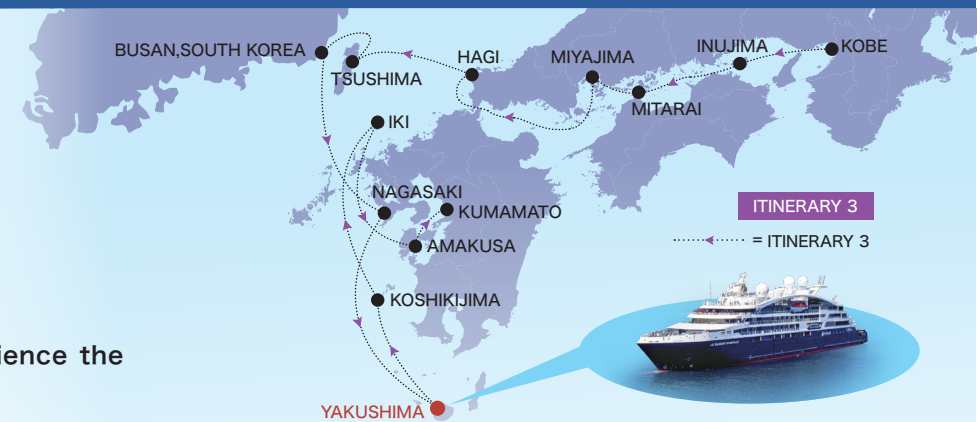 BUSAN,SOUTH KOREA
TSUSHIMA
HAGI
MIYAJIMA
INUJIMA
KOBE
MITARAI
IKI
NAGASAKI
KUMAMATO
AMAKUSA
ITINERARY 3
= ITINERARY 3
KOSHIKIJIMA
ience the
YAKUSHIMA